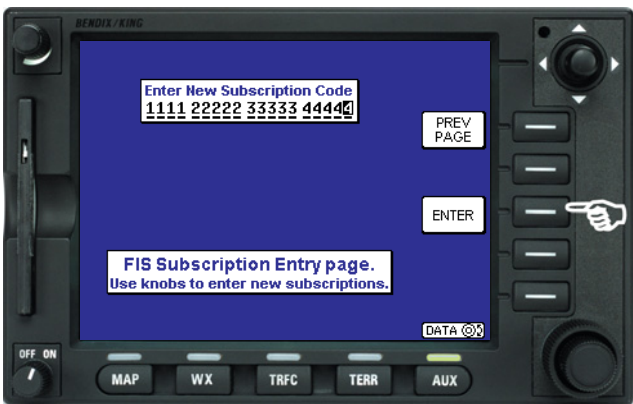 BENDIX/KING
Enter New Subscription Code
1111 22222 33333 44444
PREV
PAGE
ENTER
FIS Subscription Entry page.
Use knobs to enter new subscriptions.
DATA
OFF ON
MAP
WX
TRFC
TERR
AUX